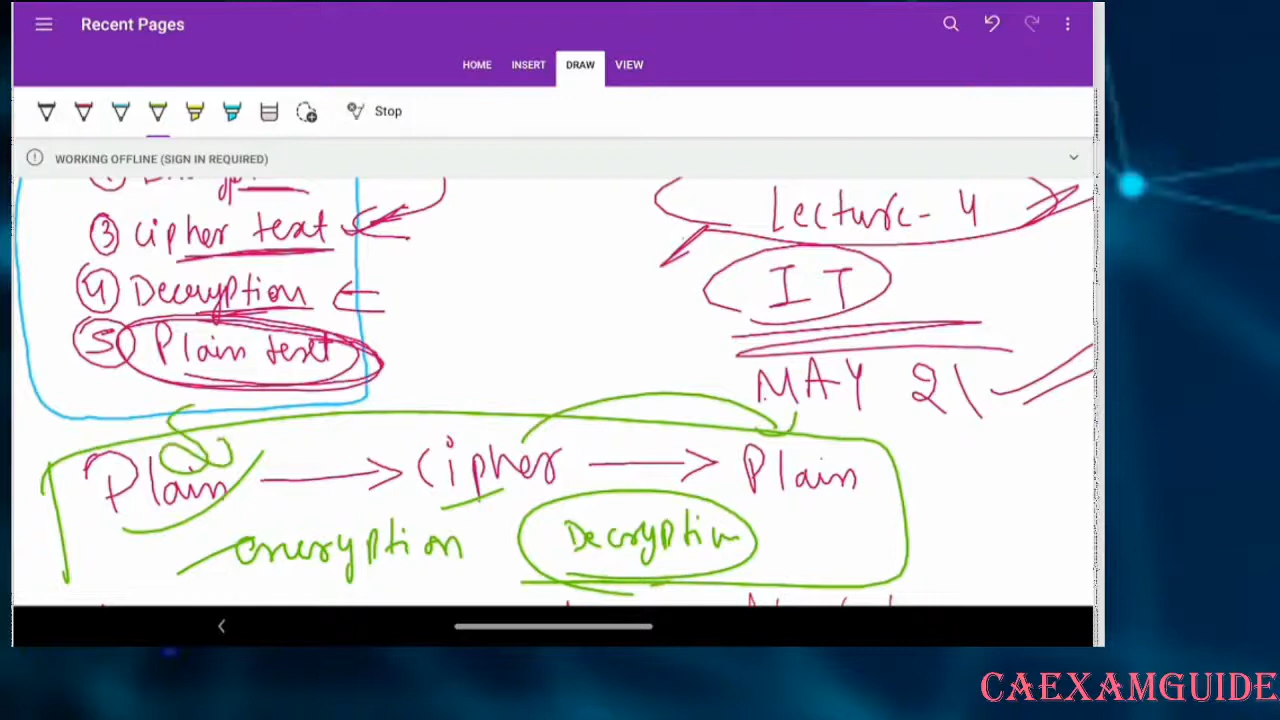 Recent Pages
HOME INSERT DRAW VIEW
Stop
WORKING OFFLINE (SIGN IN REQUIRED)
③ Cipher text
④ Decryption
⑤ Plain text
Lecture - 4
IT
MAY 21
Plain → Cipher → Plain
encryption Decryption
CAEXAMGUIDE